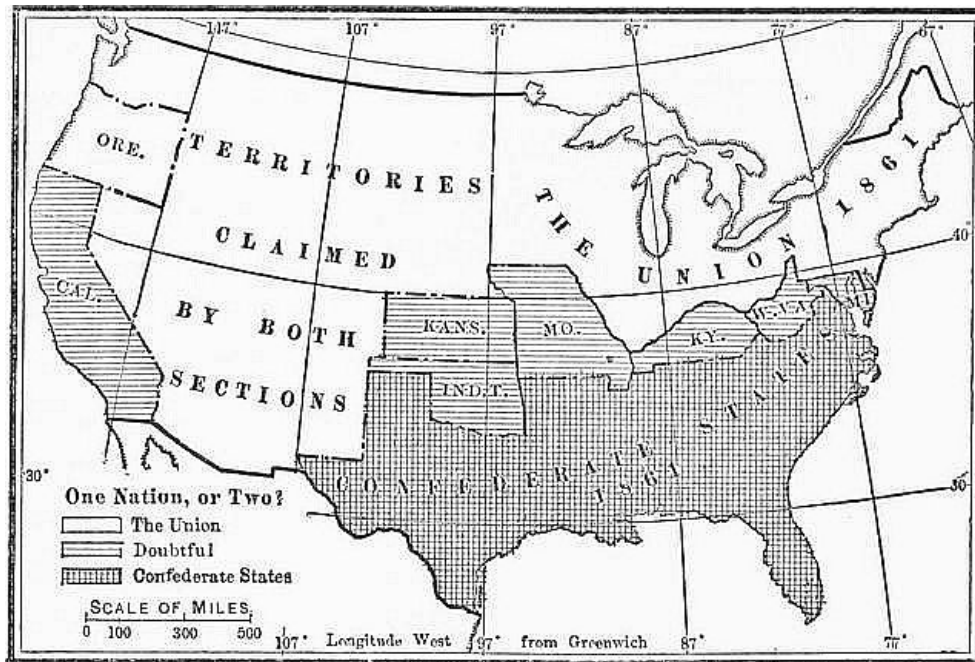 117° 107° 97° 87° 77° 67°
ORE.
TERRITORIES
CLAIMED
BY BOTH
SECTIONS
THE UNION 1861
40°
CAL.
KANS.
MO.
KY.
W.VA.
MD.
IND.T.
CONFEDERATE STATES
1861
30° 30°
One Nation, or Two?
The Union
Doubtful
Confederate States
SCALE OF MILES.
0 100 300 500
107° Longitude West 97° from Greenwich 87° 77°